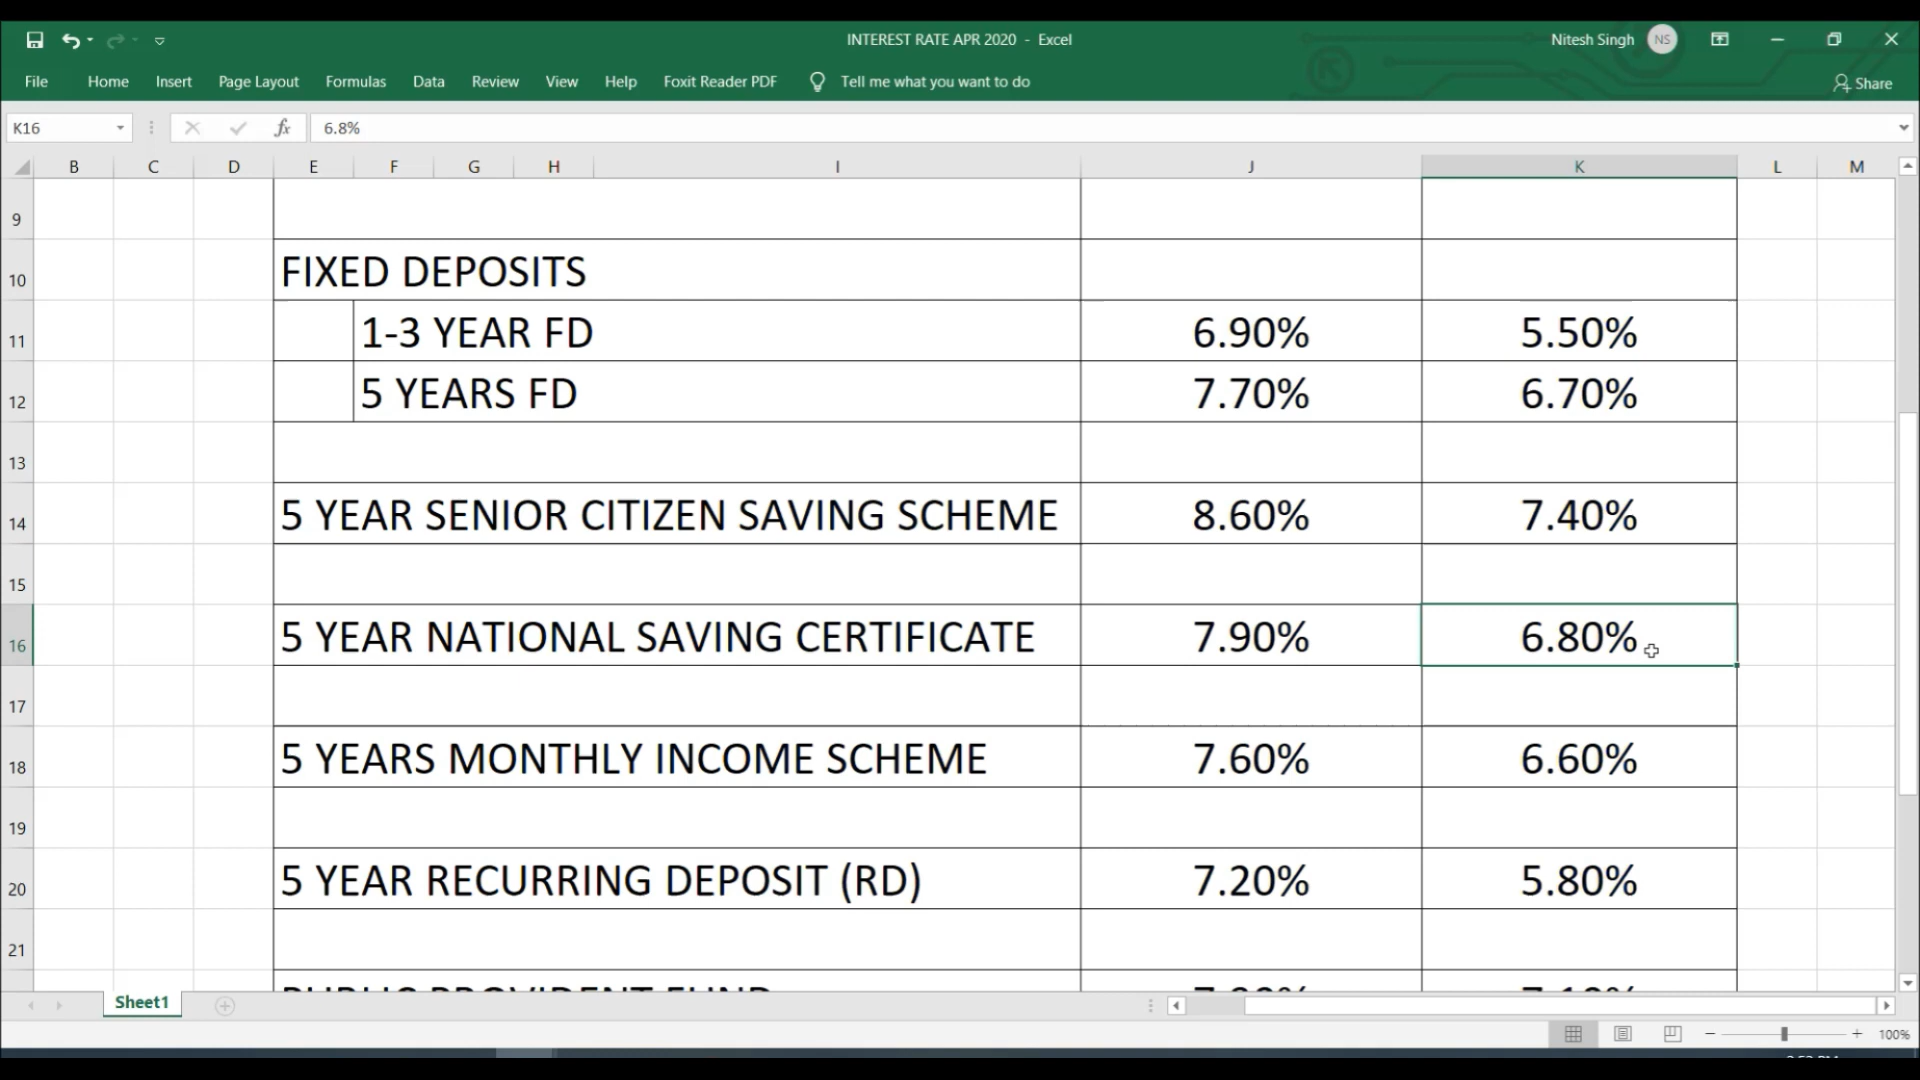 INTEREST RATE APR 2020 - Excel
Nitesh Singh NS
File Home Insert Page Layout Formulas Data Review View Help Foxit Reader PDF Tell me what you want to do Share
K16 fx 6.8%
B C D E F G H I J K L M
9
10 FIXED DEPOSITS
11 1-3 YEAR FD 6.90% 5.50%
12 5 YEARS FD 7.70% 6.70%
13
14 5 YEAR SENIOR CITIZEN SAVING SCHEME 8.60% 7.40%
15
16 5 YEAR NATIONAL SAVING CERTIFICATE 7.90% 6.80%
17
18 5 YEARS MONTHLY INCOME SCHEME 7.60% 6.60%
19
20 5 YEAR RECURRING DEPOSIT (RD) 7.20% 5.80%
21
PUBLIC PROVIDENT FUND
Sheet1
100%